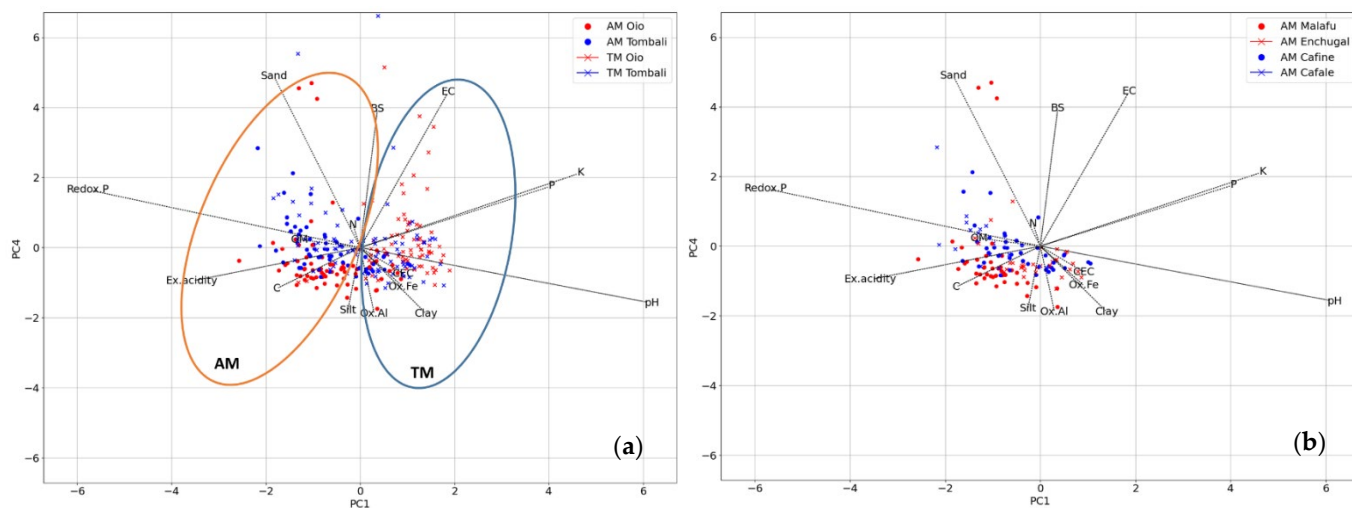 AM Oio
AM Tombali
TM Oio
TM Tombali
Sand
BS
EC
K
P
Redox.P
N
OM
Ex.acidity
C
CEC
Ox.Fe
pH
Silt
Ox.Al
Clay
AM
TM
(a)
PC4
6
4
2
0
−2
−4
−6
−6 −4 −2 0 2 4 6
PC1
AM Malafu
AM Enchugal
AM Cafine
AM Cafale
Sand
BS
EC
K
P
Redox.P
N
OM
Ex.acidity
C
CEC
Ox.Fe
pH
Silt
Ox.Al
Clay
(b)
PC4
6
4
2
0
−2
−4
−6
−6 −4 −2 0 2 4 6
PC1